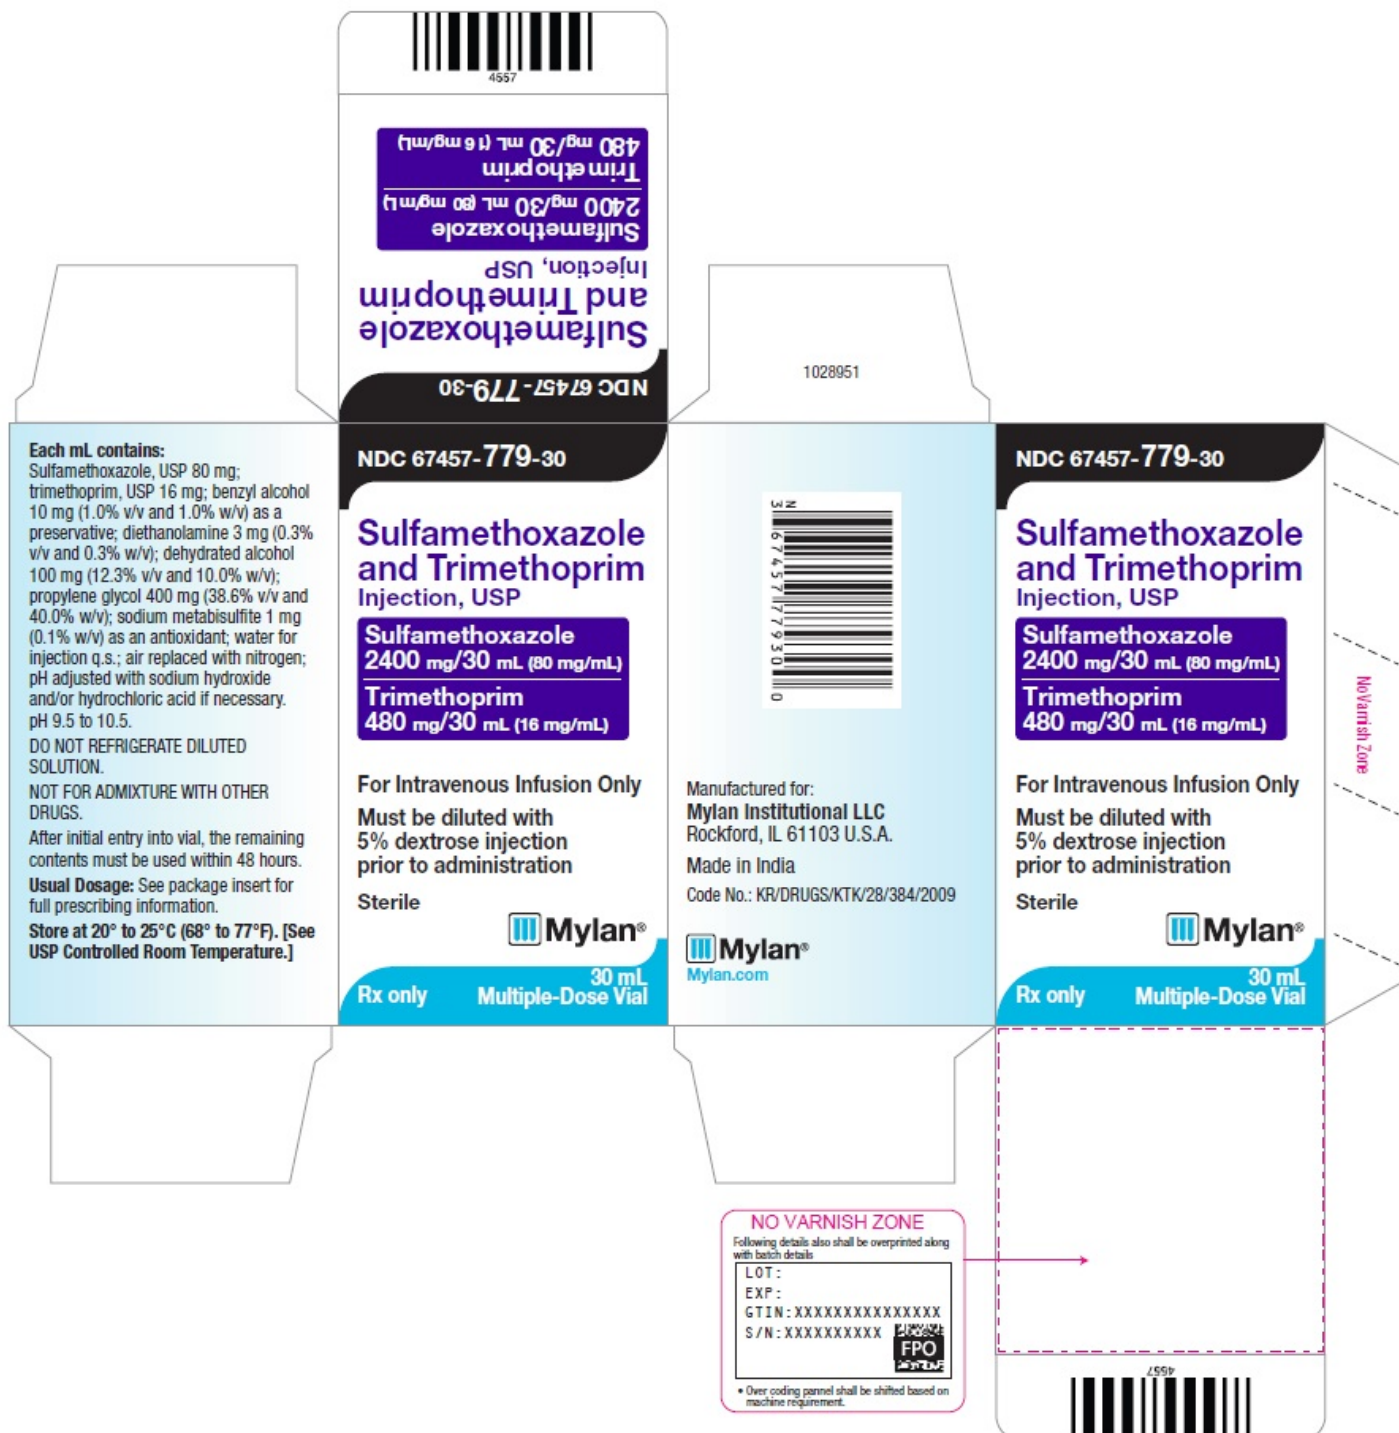 4557
480 mg/30 mL (16 mg/mL)
Trimethoprim
2400 mg/30 mL (80 mg/mL)
Sulfamethoxazole
Injection, USP
and Trimethoprim
Sulfamethoxazole
NDC 67457-779-30
1028951
Each mL contains:
Sulfamethoxazole, USP 80 mg;
trimethoprim, USP 16 mg; benzyl alcohol
10 mg (1.0% v/v and 1.0% w/v) as a
preservative; diethanolamine 3 mg (0.3%
v/v and 0.3% w/v); dehydrated alcohol
100 mg (12.3% v/v and 10.0% w/v);
propylene glycol 400 mg (38.6% v/v and
40.0% w/v); sodium metabisulfite 1 mg
(0.1% w/v) as an antioxidant; water for
injection q.s.; air replaced with nitrogen;
pH adjusted with sodium hydroxide
and/or hydrochloric acid if necessary.
pH 9.5 to 10.5.
DO NOT REFRIGERATE DILUTED
SOLUTION.
NOT FOR ADMIXTURE WITH OTHER
DRUGS.
After initial entry into vial, the remaining
contents must be used within 48 hours.
Usual Dosage: See package insert for
full prescribing information.
Store at 20° to 25°C (68° to 77°F). [See
USP Controlled Room Temperature.]
NDC 67457-779-30
Sulfamethoxazole
and Trimethoprim
Injection, USP
Sulfamethoxazole
2400 mg/30 mL (80 mg/mL)
Trimethoprim
480 mg/30 mL (16 mg/mL)
For Intravenous Infusion Only
Must be diluted with
5% dextrose injection
prior to administration
Sterile
Mylan®
30 mL
Rx only Multiple-Dose Vial
N
3 67457 77930 0
Manufactured for:
Mylan Institutional LLC
Rockford, IL 61103 U.S.A.
Made in India
Code No.: KR/DRUGS/KTK/28/384/2009
Mylan®
Mylan.com
NDC 67457-779-30
Sulfamethoxazole
and Trimethoprim
Injection, USP
Sulfamethoxazole
2400 mg/30 mL (80 mg/mL)
Trimethoprim
480 mg/30 mL (16 mg/mL)
For Intravenous Infusion Only
Must be diluted with
5% dextrose injection
prior to administration
Sterile
Mylan®
30 mL
Rx only Multiple-Dose Vial
No Varnish Zone
NO VARNISH ZONE
Following details also shall be overprinted along
with batch details
LOT:
EXP:
GTIN:XXXXXXXXXXXXXXX
S/N:XXXXXXXXXX
FPO
• Over coding pannel shall be shifted based on
machine requirement.
4557